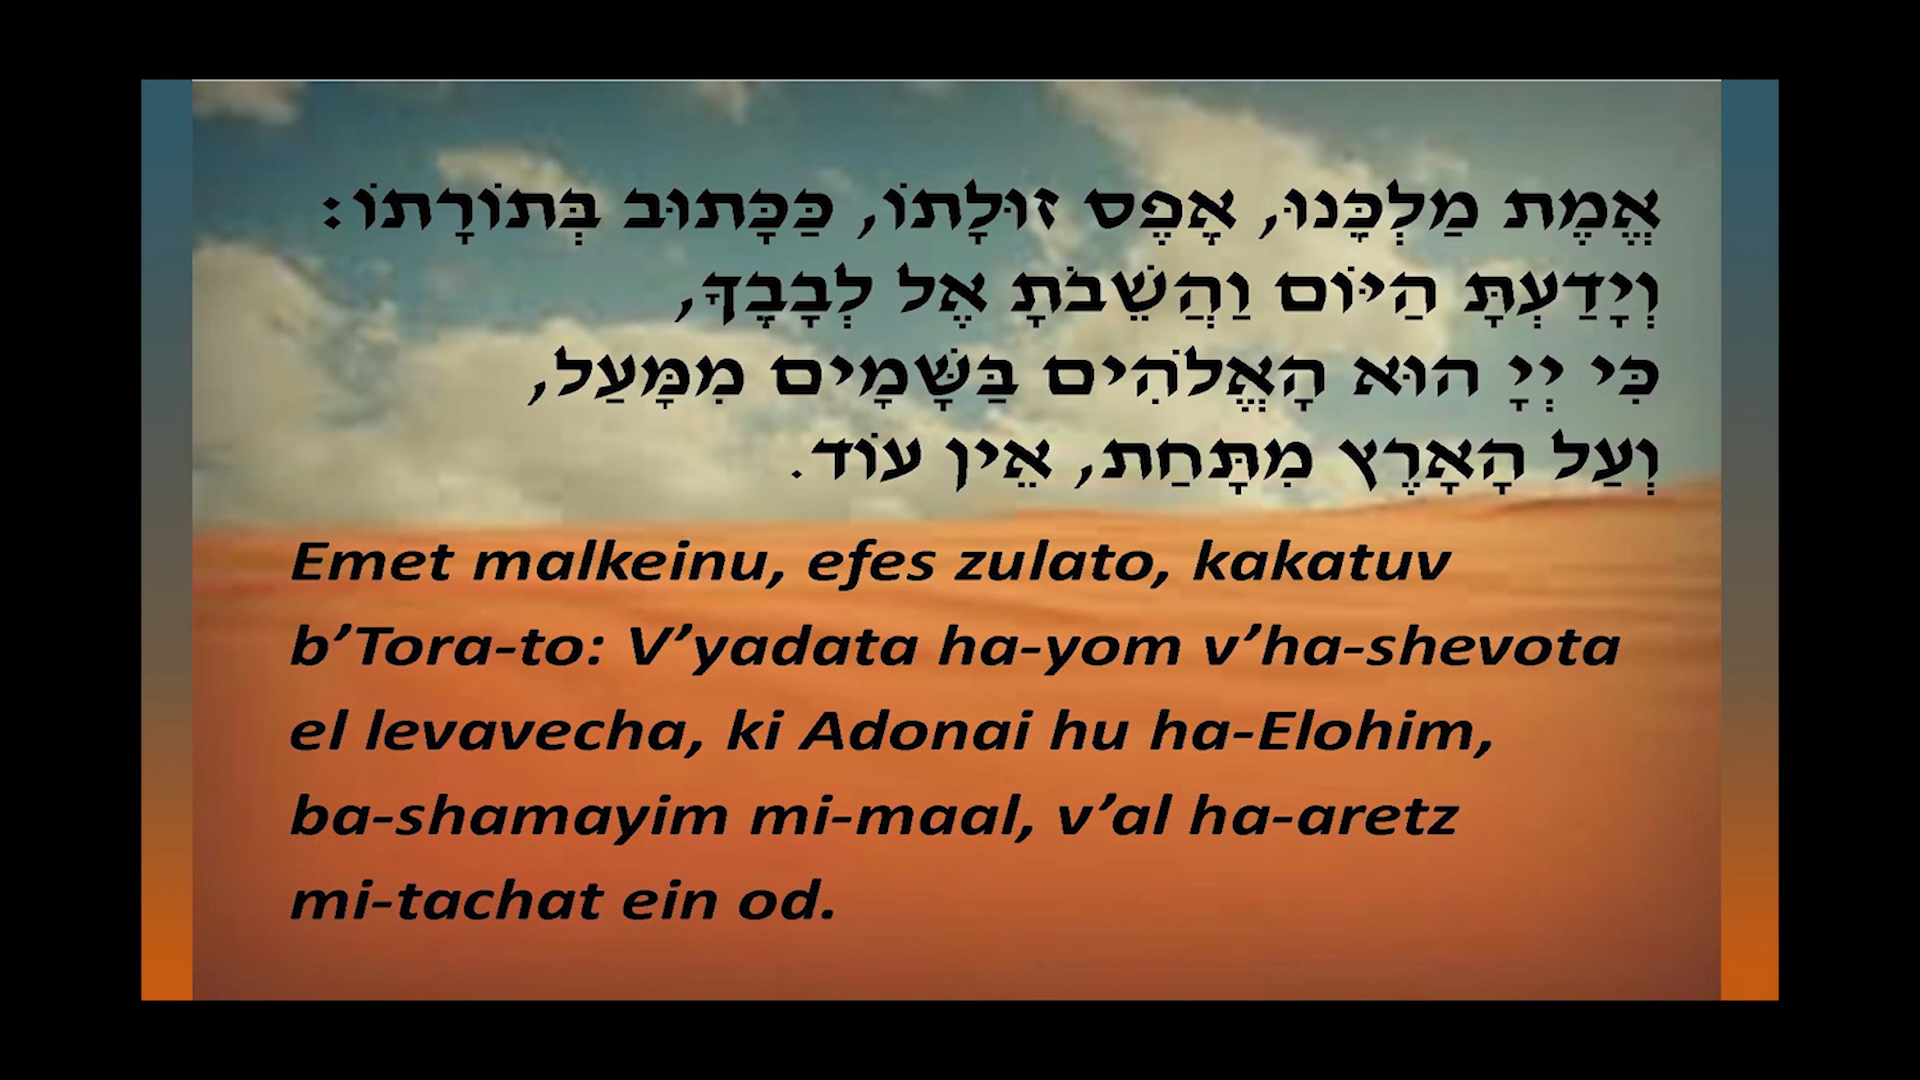 אֱמֶת מַלְכֵּנוּ, אֶפֶס זוּלָתוֹ, כַּכָּתוּב בְּתוֹרָתוֹ:
וְיָדַעְתָּ הַיּוֹם וַהֲשֵׁבֹתָ אֶל לְבָבֶךָ,
כִּי יְיָ הוּא הָאֱלֹהִים בַּשָּׁמַיִם מִמַּעַל,
וְעַל הָאָרֶץ מִתָּחַת, אֵין עוֹד.
Emet malkeinu, efes zulato, kakatuv
b’Tora-to: V’yadata ha-yom v’ha-shevota
el levavecha, ki Adonai hu ha-Elohim,
ba-shamayim mi-maal, v’al ha-aretz
mi-tachat ein od.